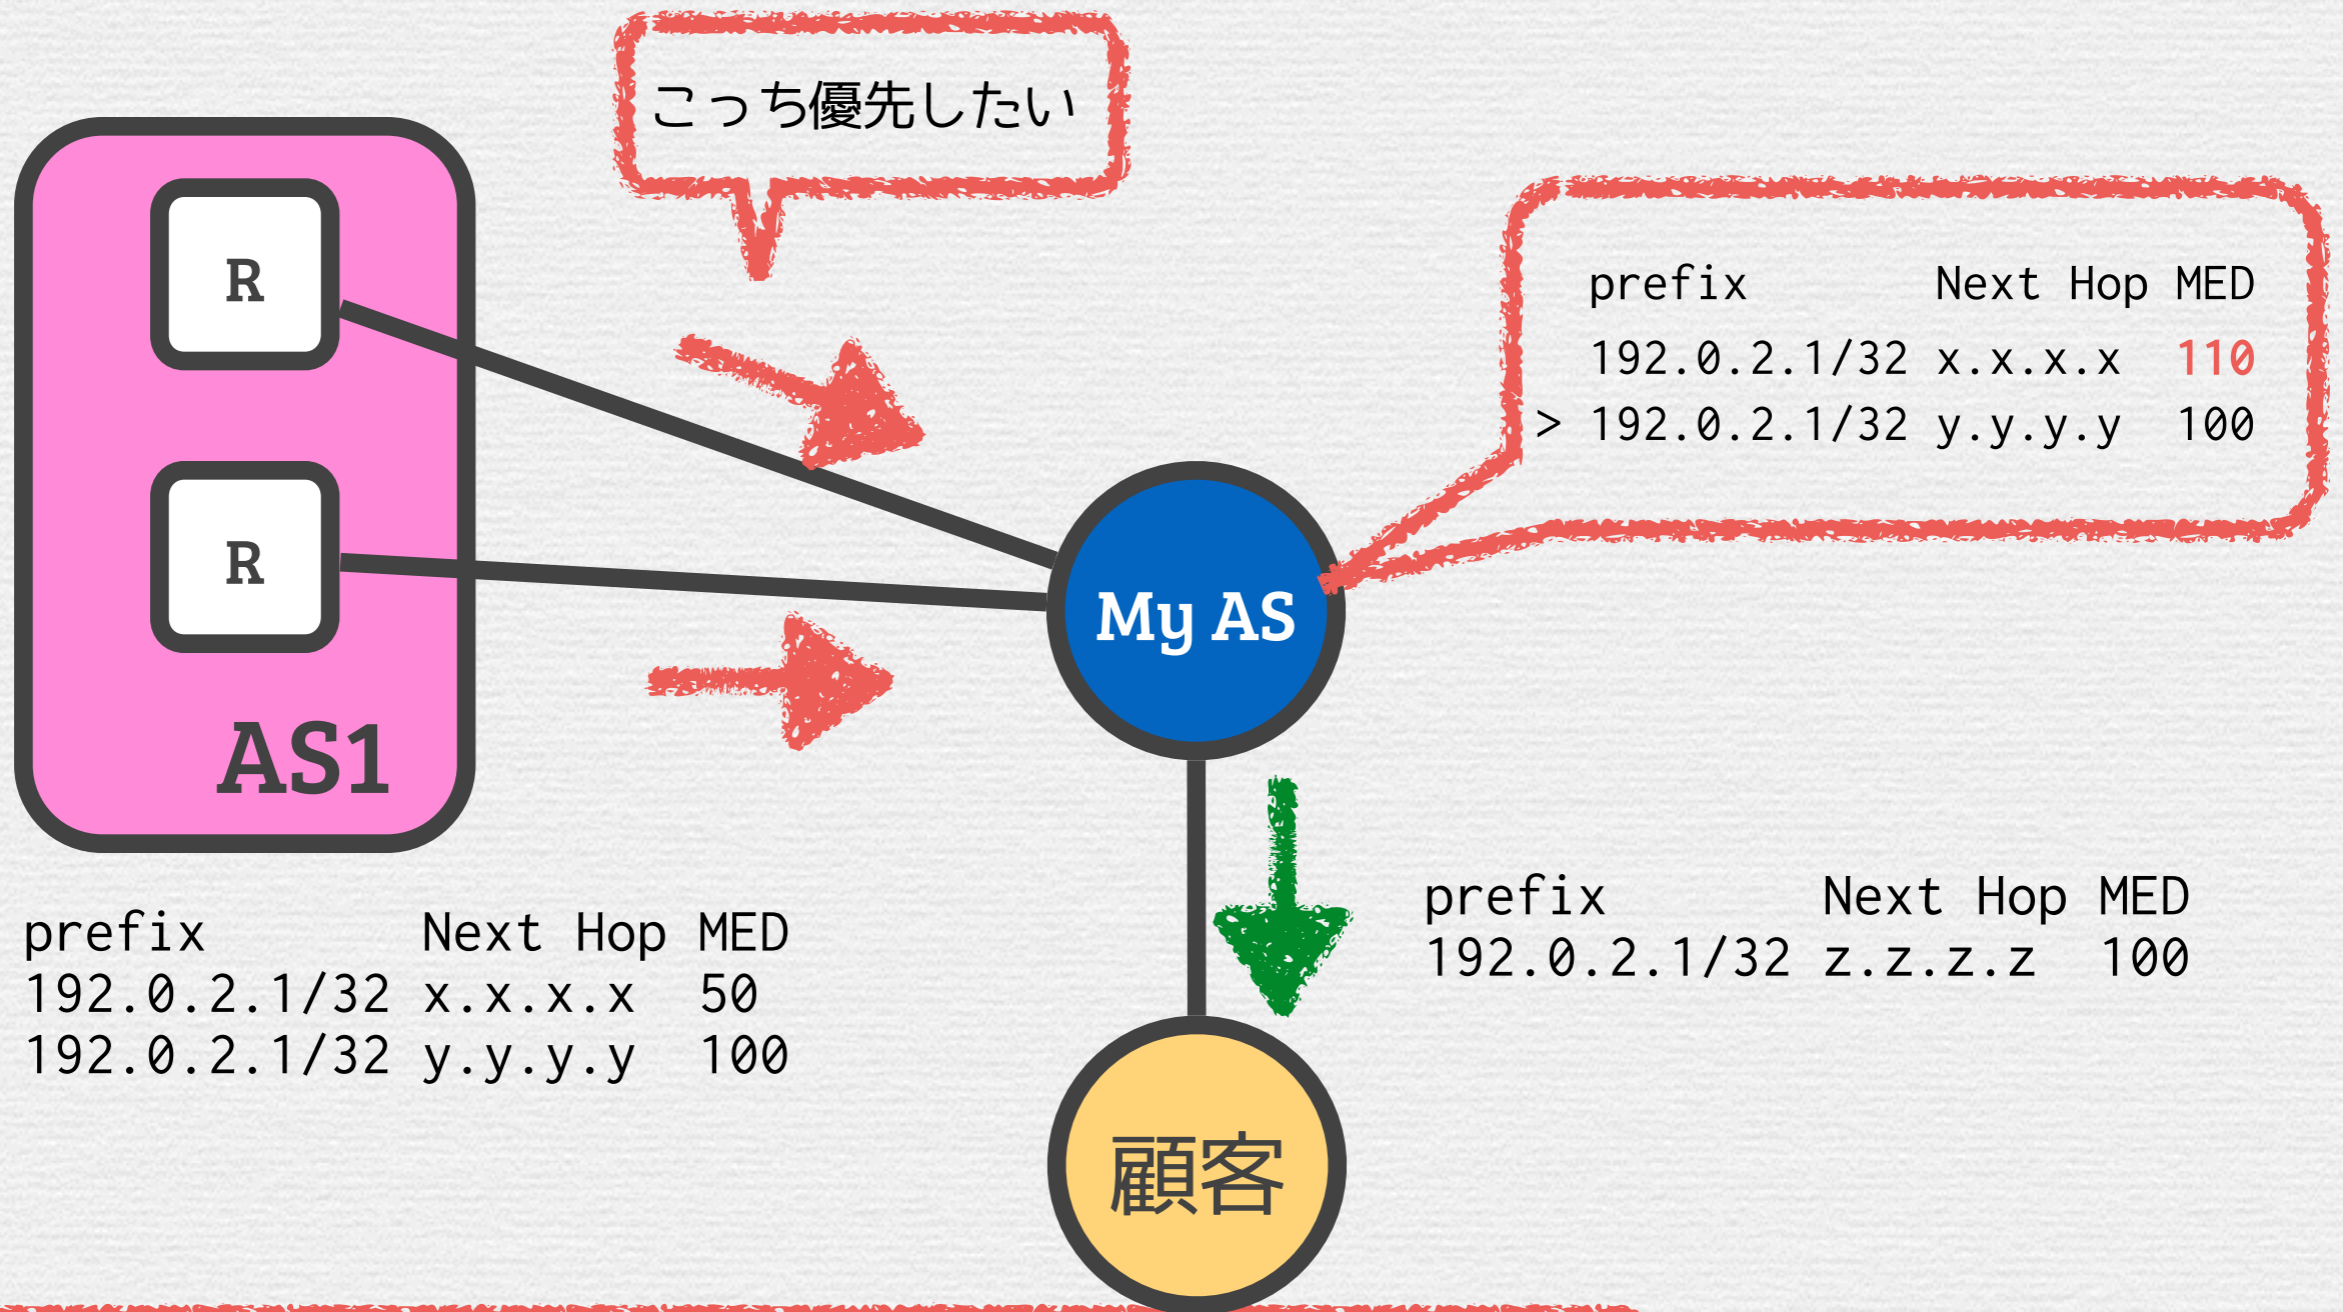 こっち優先したい
R
R
AS1
My AS
prefix Next Hop MED
192.0.2.1/32 x.x.x.x 110
> 192.0.2.1/32 y.y.y.y 100
prefix Next Hop MED
192.0.2.1/32 x.x.x.x 50
192.0.2.1/32 y.y.y.y 100
prefix Next Hop MED
192.0.2.1/32 z.z.z.z 100
顧客